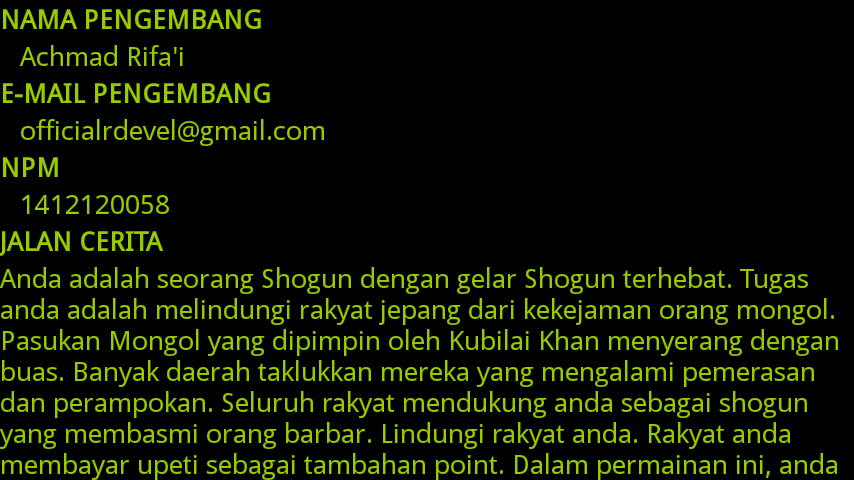 NAMA PENGEMBANG
Achmad Rifa'i
E-MAIL PENGEMBANG
officialrdevel@gmail.com
NPM
1412120058
JALAN CERITA
Anda adalah seorang Shogun dengan gelar Shogun terhebat. Tugas
anda adalah melindungi rakyat jepang dari kekejaman orang mongol.
Pasukan Mongol yang dipimpin oleh Kubilai Khan menyerang dengan
buas. Banyak daerah taklukkan mereka yang mengalami pemerasan
dan perampokan. Seluruh rakyat mendukung anda sebagai shogun
yang membasmi orang barbar. Lindungi rakyat anda. Rakyat anda
membayar upeti sebagai tambahan point. Dalam permainan ini, anda